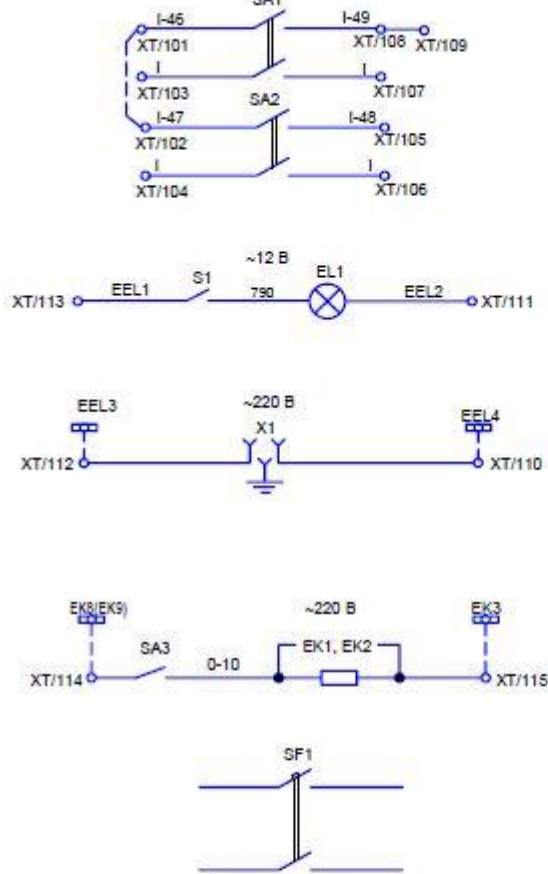 SA1
I-46 I-49
XT/101 XT/108 XT/109
I I
XT/103 XT/107
SA2
I-47 I-48
XT/102 XT/105
I I
XT/104 XT/106
~12 В
EEL1 S1 EL1 EEL2
XT/113 790 XT/111
EEL3 ~220 В EEL4
X1
XT/112 XT/110
EK8(EK9) ~220 В EK3
SA3 EK1, EK2
XT/114 0-10 XT/115
SF1